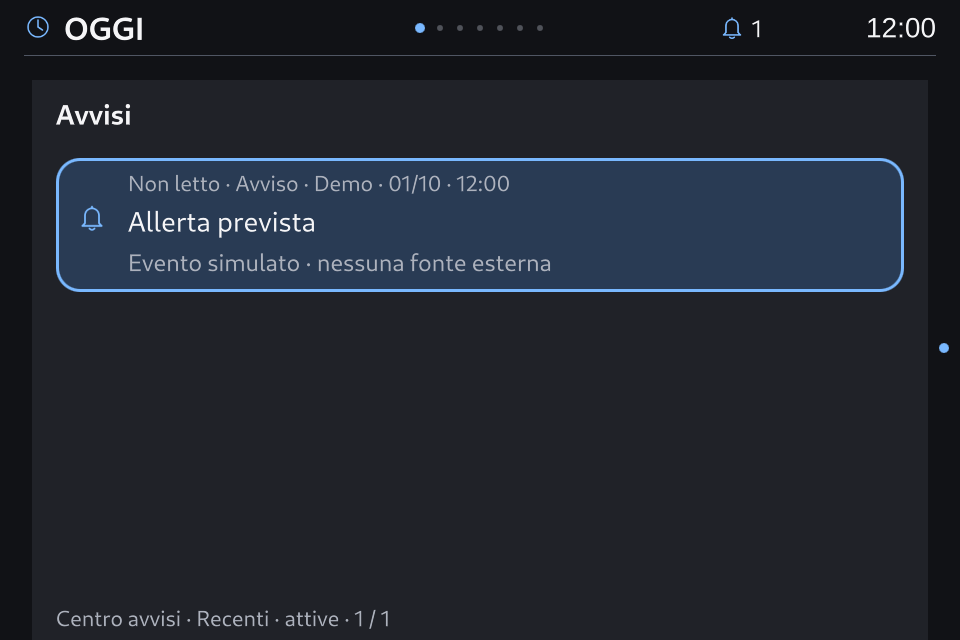 OGGI
1
12:00
Avvisi
Non letto · Avviso · Demo · 01/10 · 12:00
Allerta prevista
Evento simulato · nessuna fonte esterna
Centro avvisi · Recenti · attive · 1 / 1